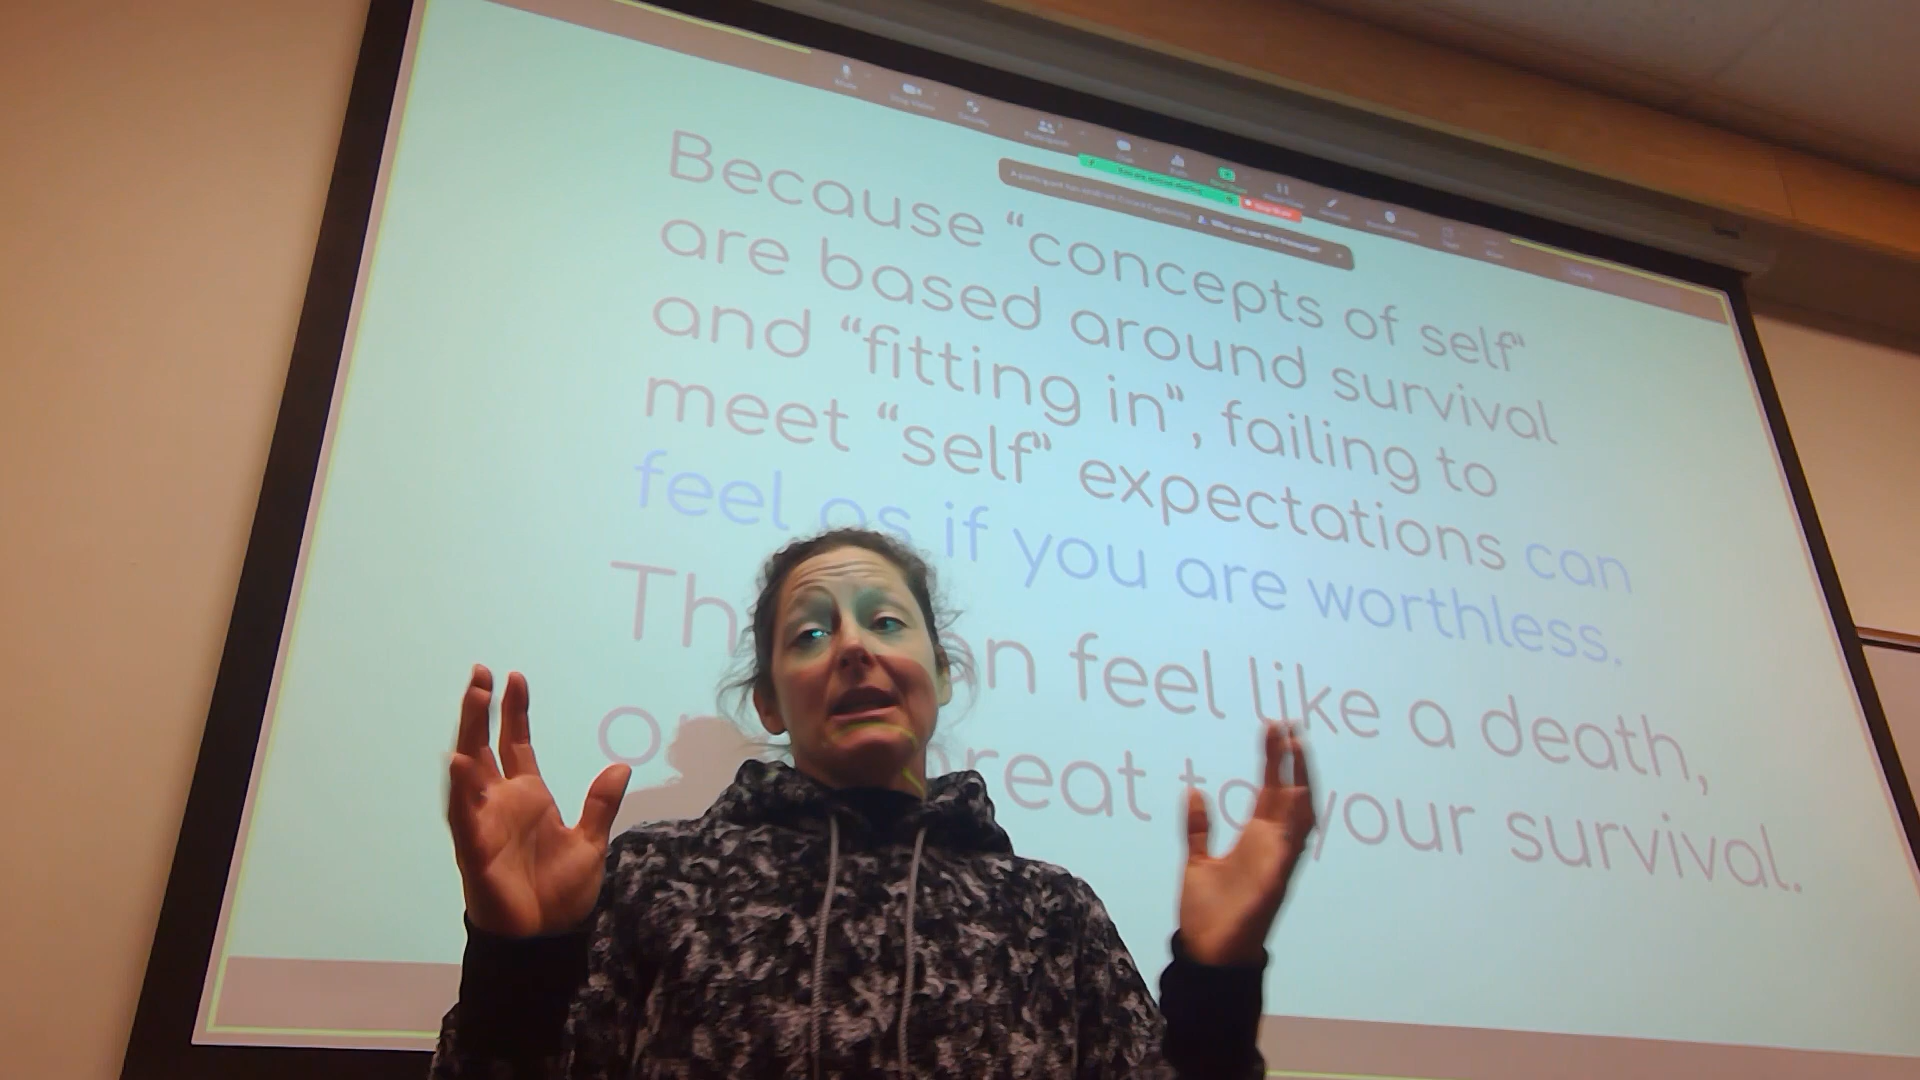 Because “concepts of self”
are based around survival
and “fitting in”, failing to
meet “self” expectations can
feel as if you are worthless.
feel like a death,
to your survival.